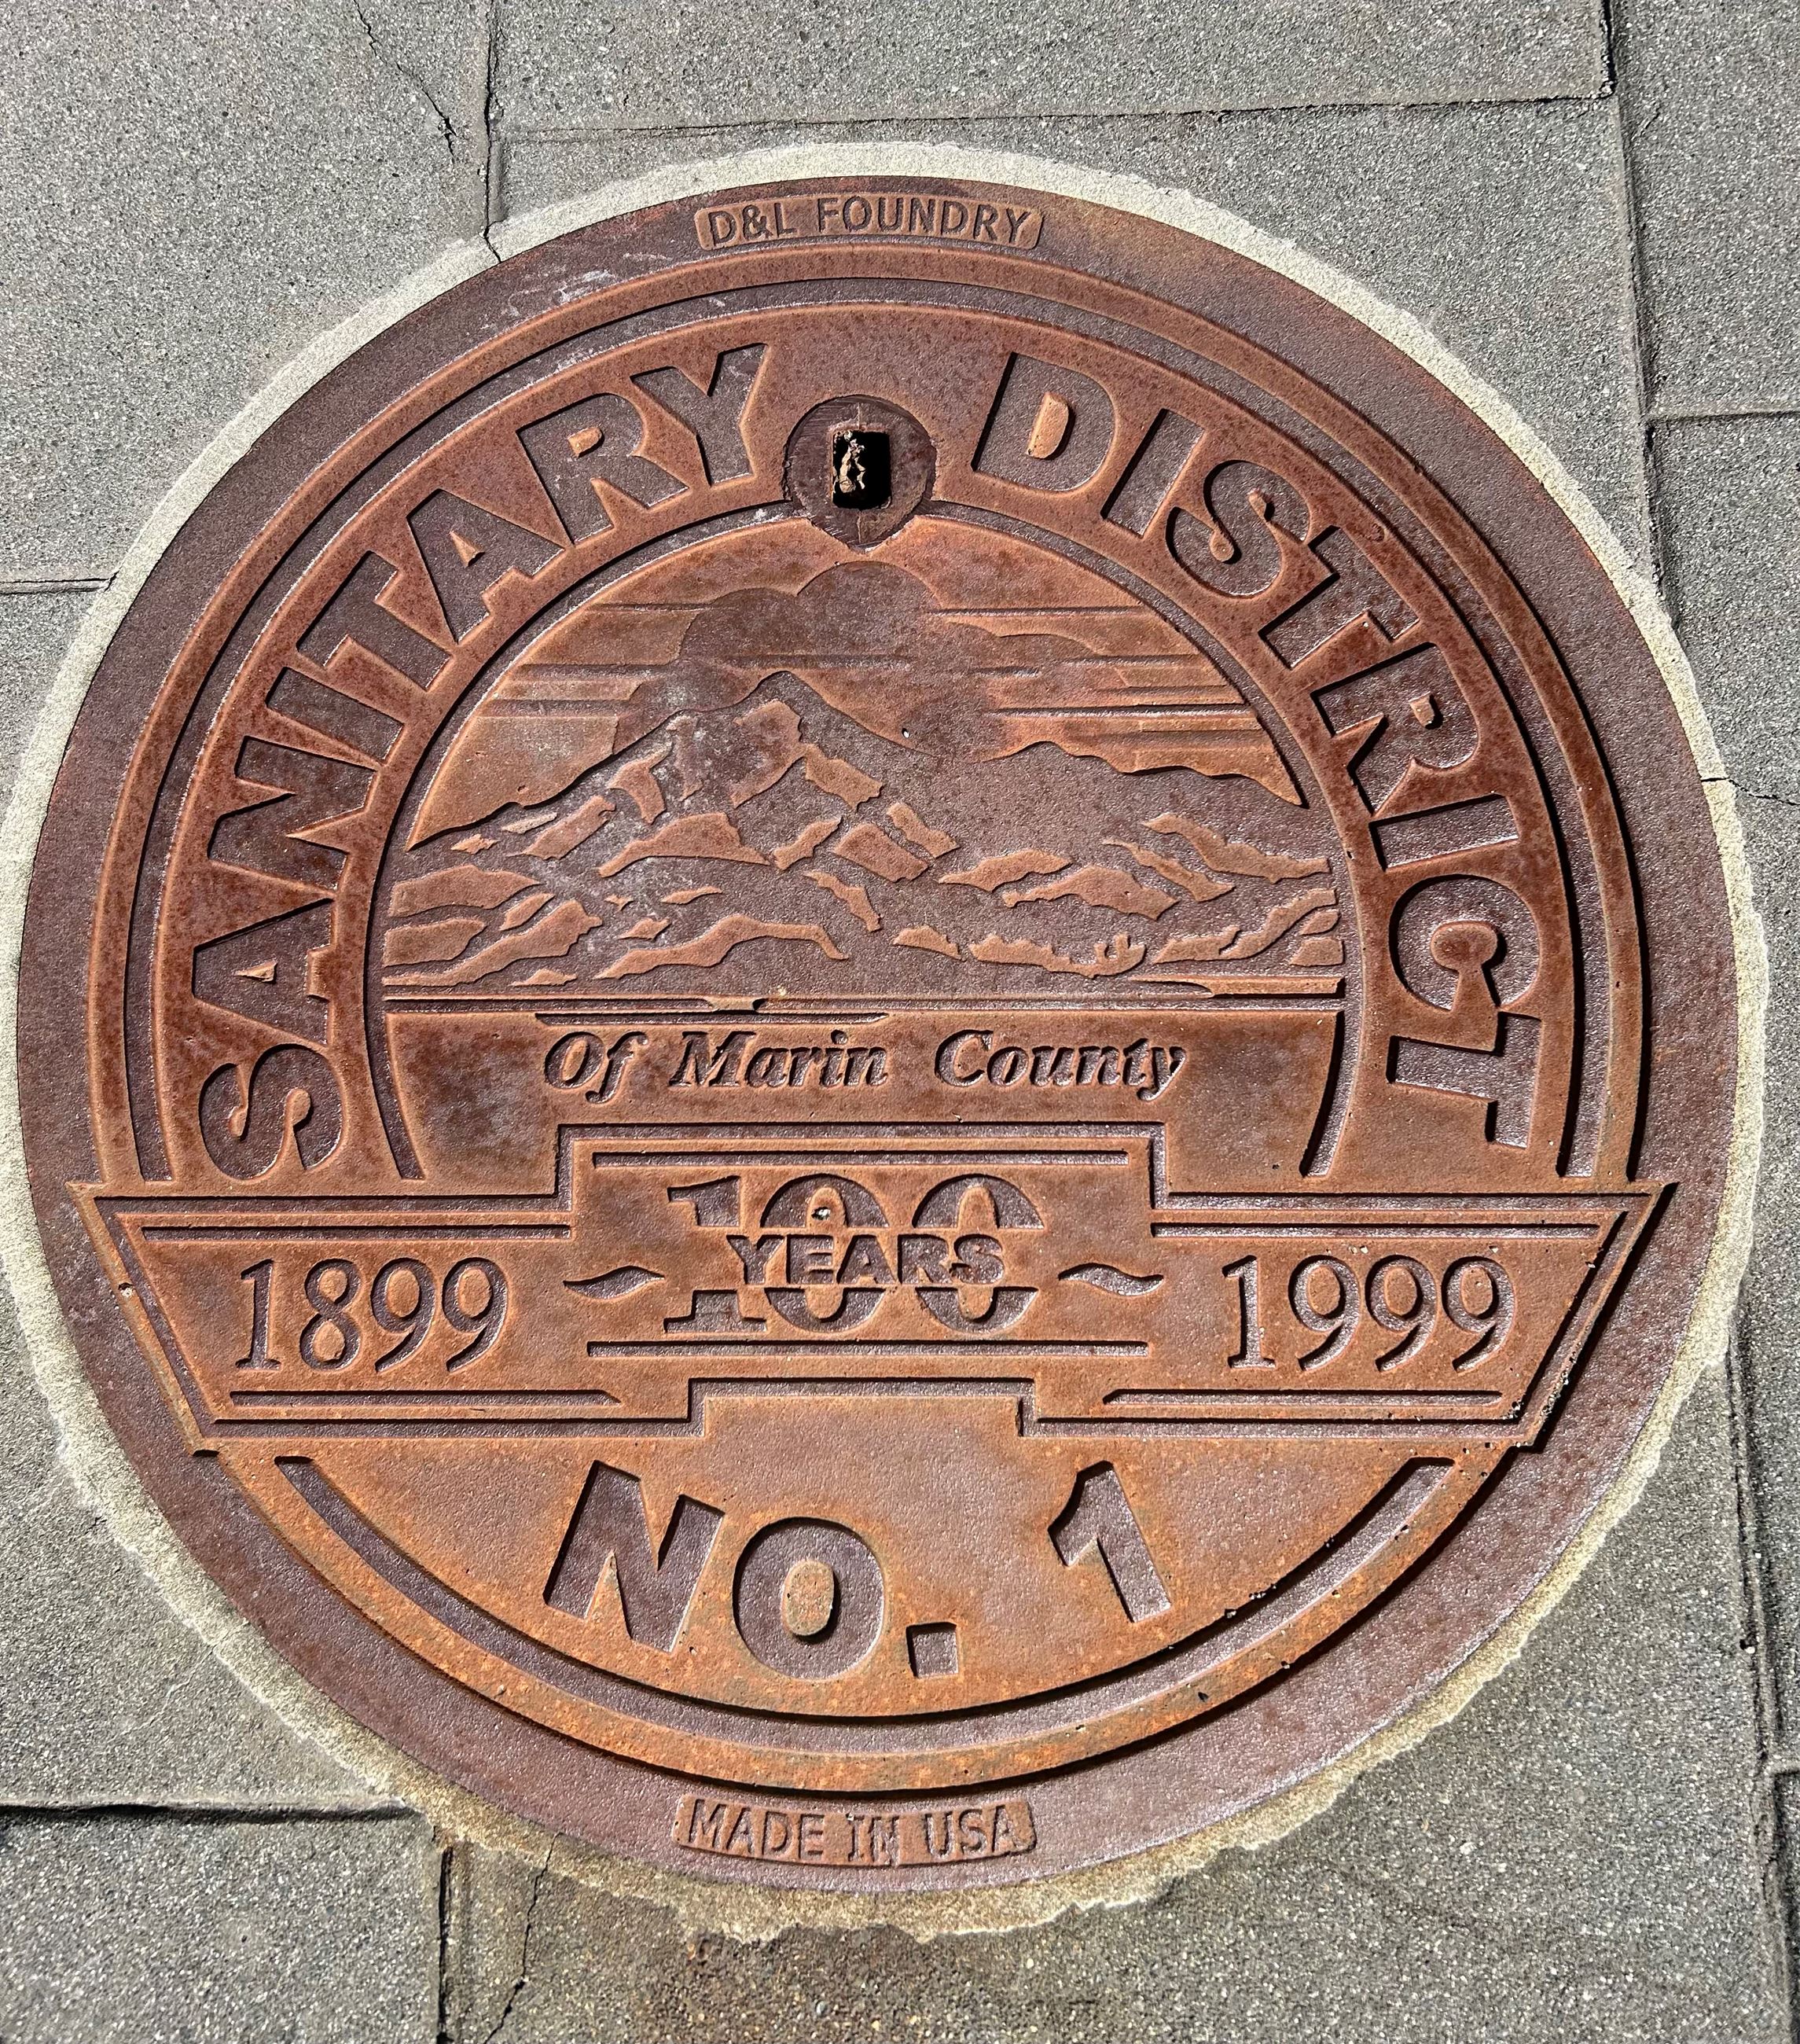 D&L FOUNDRY
SANITARY DISTRICT
Of Marin County
100
YEARS
1899
1999
NO. 1
MADE IN USA